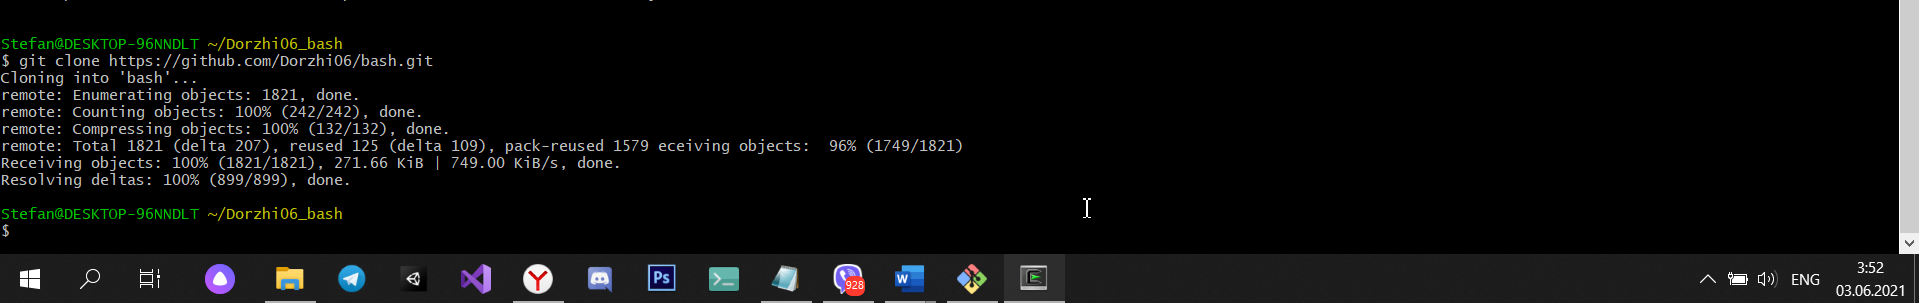 Stefan@DESKTOP-96NNDLT ~/Dorzhi06_bash
$ git clone https://github.com/Dorzhi06/bash.git
Cloning into 'bash'...
remote: Enumerating objects: 1821, done.
remote: Counting objects: 100% (242/242), done.
remote: Compressing objects: 100% (132/132), done.
remote: Total 1821 (delta 207), reused 125 (delta 109), pack-reused 1579 eceiving objects:  96% (1749/1821)
Receiving objects: 100% (1821/1821), 271.66 KiB | 749.00 KiB/s, done.
Resolving deltas: 100% (899/899), done.
Stefan@DESKTOP-96NNDLT ~/Dorzhi06_bash
$
Ps
928
W
ENG
3:52
03.06.2021